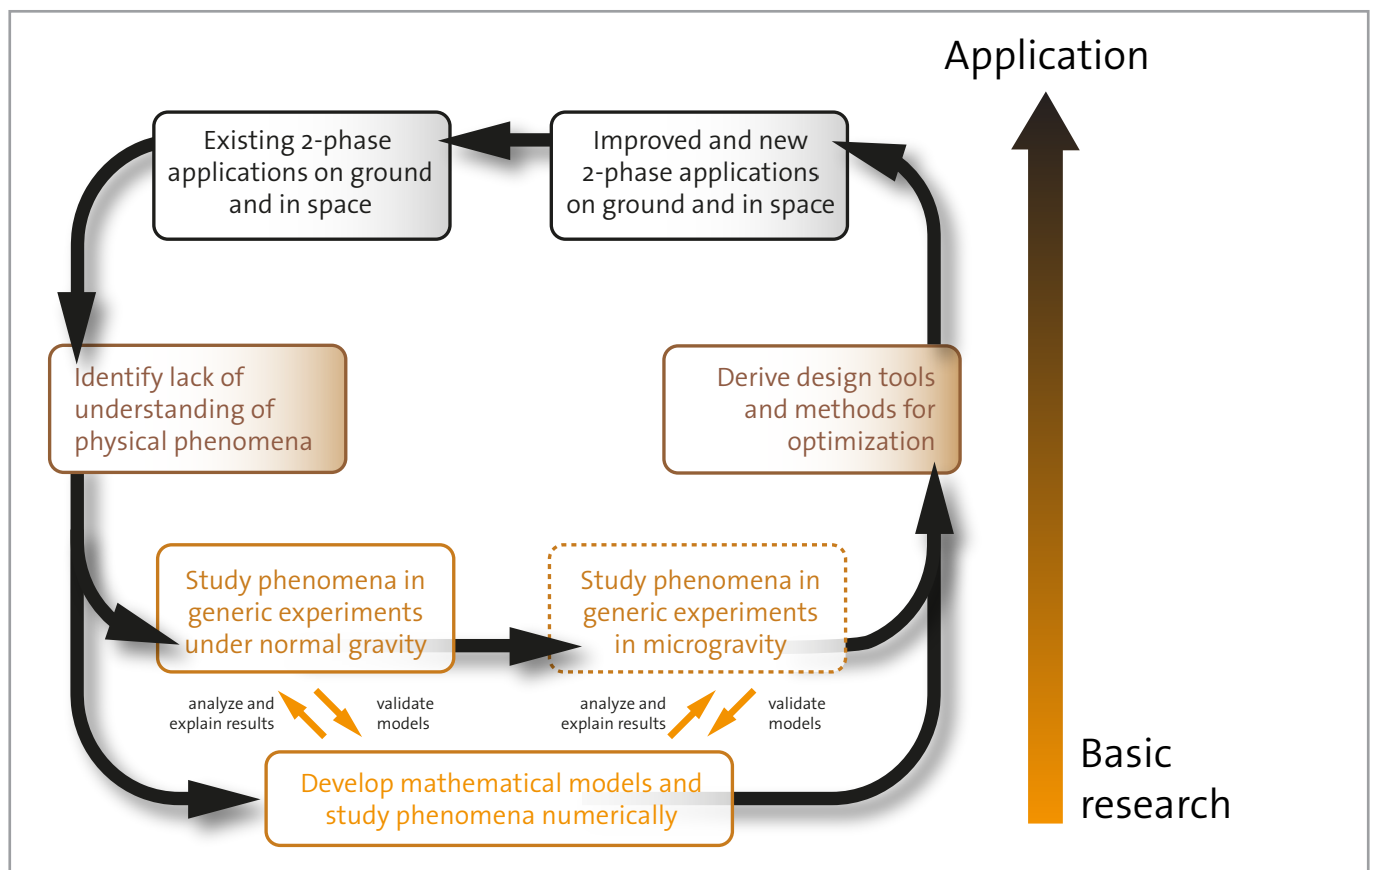 Application
Existing 2-phase
applications on ground
and in space
Improved and new
2-phase applications
on ground and in space
Identify lack of
understanding of
physical phenomena
Derive design tools
and methods for
optimization
Study phenomena in
generic experiments
under normal gravity
Study phenomena in
generic experiments
in microgravity
analyze and
explain results
validate
models
analyze and
explain results
validate
models
Develop mathematical models and
study phenomena numerically
Basic
research